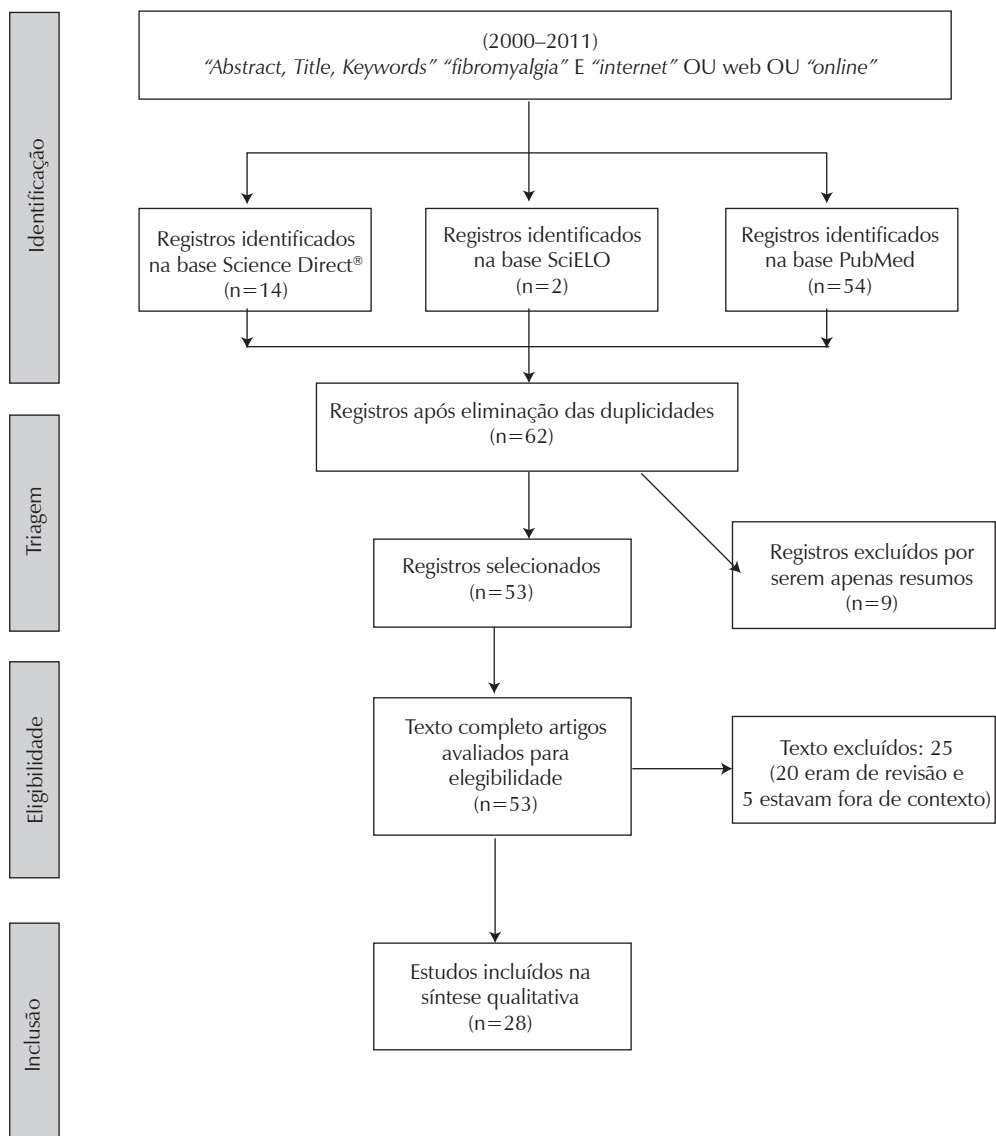 Identificação
(2000–2011)
“Abstract, Title, Keywords” “fibromyalgia” E “internet” OU web OU “online”
Registros identificados
na base Science Direct®
(n=14)
Registros identificados
na base SciELO
(n=2)
Registros identificados
na base PubMed
(n=54)
Registros após eliminação das duplicidades
(n=62)
Triagem
Registros selecionados
(n=53)
Registros excluídos por
serem apenas resumos
(n=9)
Eligibilidade
Texto completo artigos
avaliados para
elegibilidade
(n=53)
Texto excluídos: 25
(20 eram de revisão e
5 estavam fora de contexto)
Inclusão
Estudos incluídos na
síntese qualitativa
(n=28)